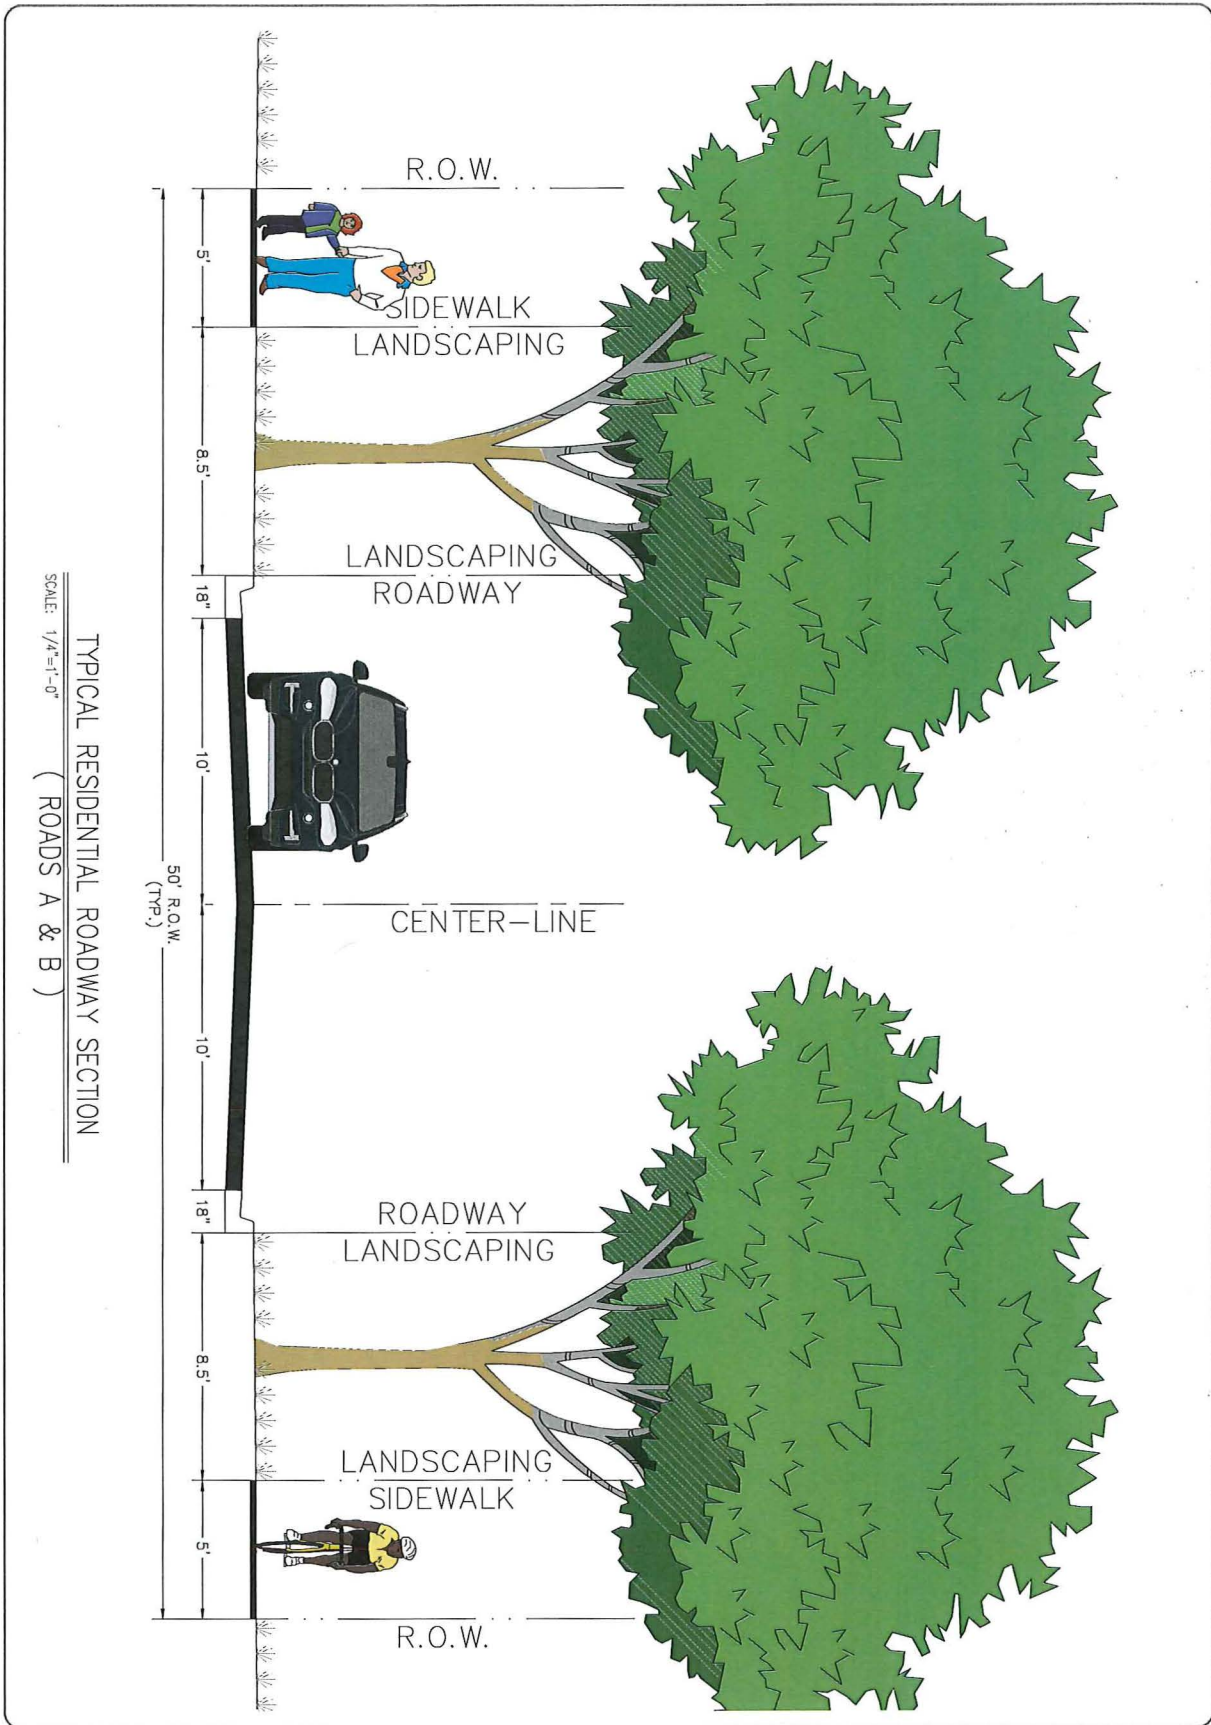 R.O.W.
SIDEWALK
LANDSCAPING
LANDSCAPING
ROADWAY
CENTER-LINE
ROADWAY
LANDSCAPING
LANDSCAPING
SIDEWALK
R.O.W.
5'
8.5'
18"
10'
10'
18"
8.5'
5'
50' R.O.W.
(TYP.)
TYPICAL RESIDENTIAL ROADWAY SECTION
SCALE: 1/4"=1'-0"
( ROADS A & B )